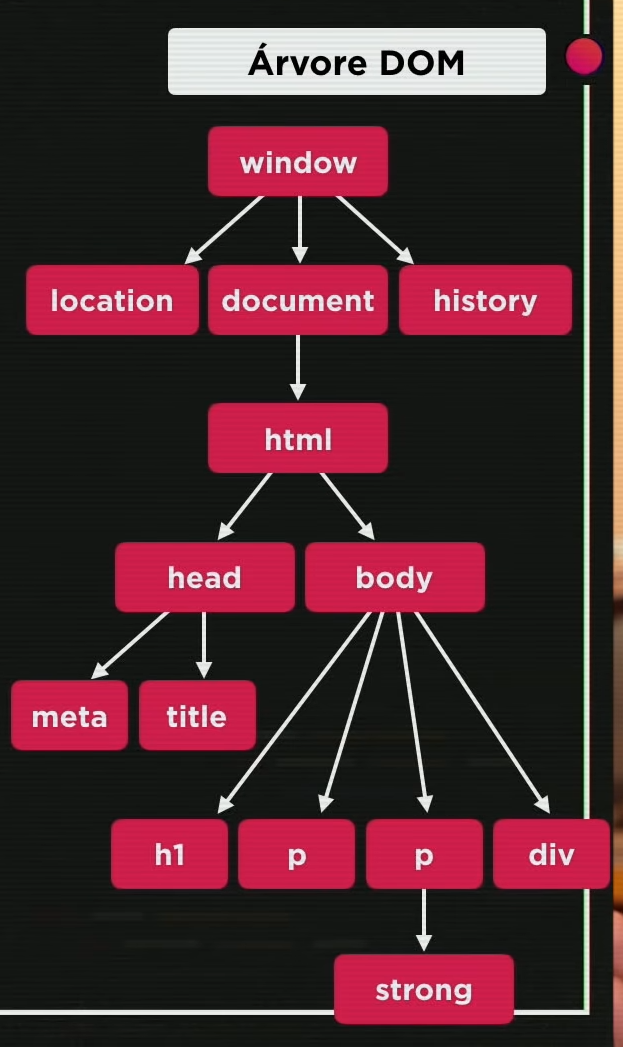 Árvore DOM
window
location document history
html
head body
meta title
h1 p p div
strong